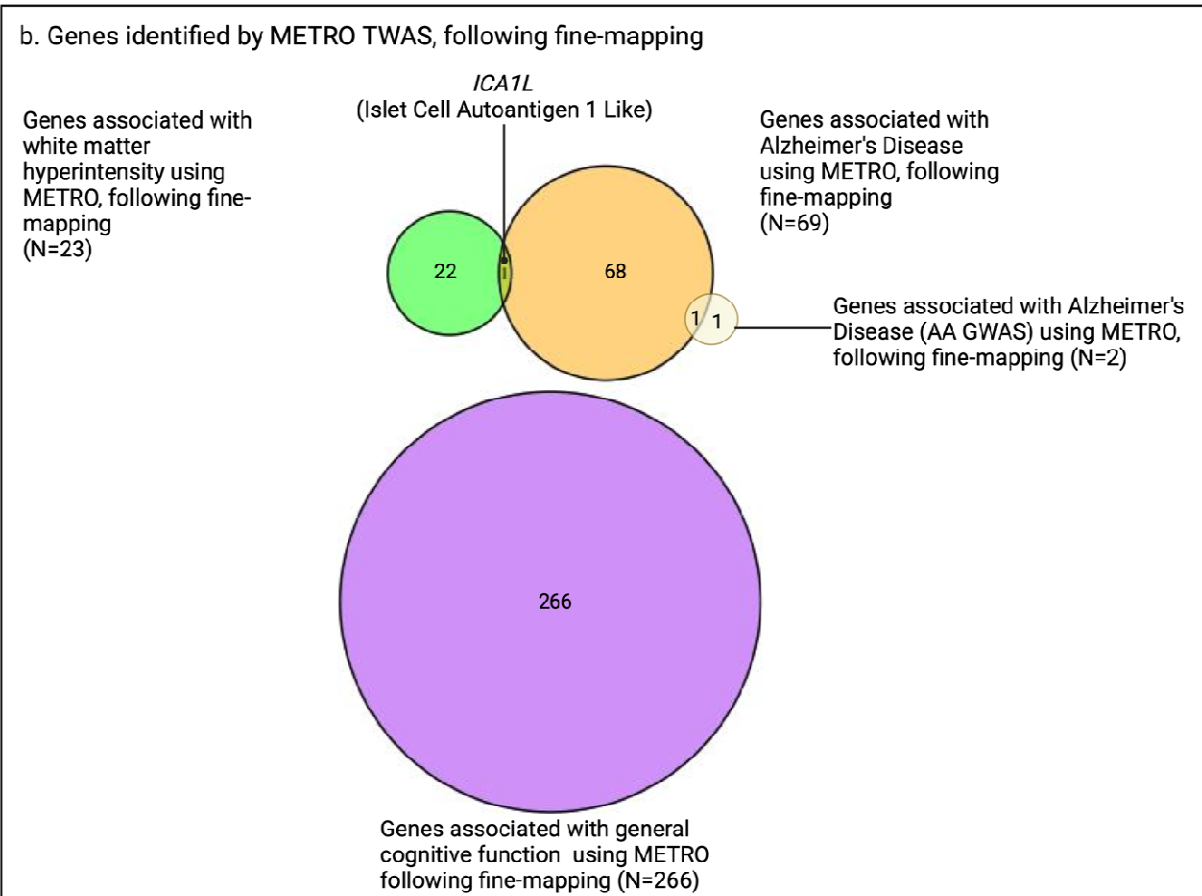 b. Genes identified by METRO TWAS, following fine-mapping
ICA1L
(Islet Cell Autoantigen 1 Like)
Genes associated with
white matter
hyperintensity using
METRO, following fine-
mapping
(N=23)
Genes associated with
Alzheimer's Disease
using METRO, following
fine-mapping
(N=69)
22
1
68
1
1
Genes associated with Alzheimer's
Disease (AA GWAS) using METRO,
following fine-mapping (N=2)
266
Genes associated with general
cognitive function using METRO
following fine-mapping (N=266)